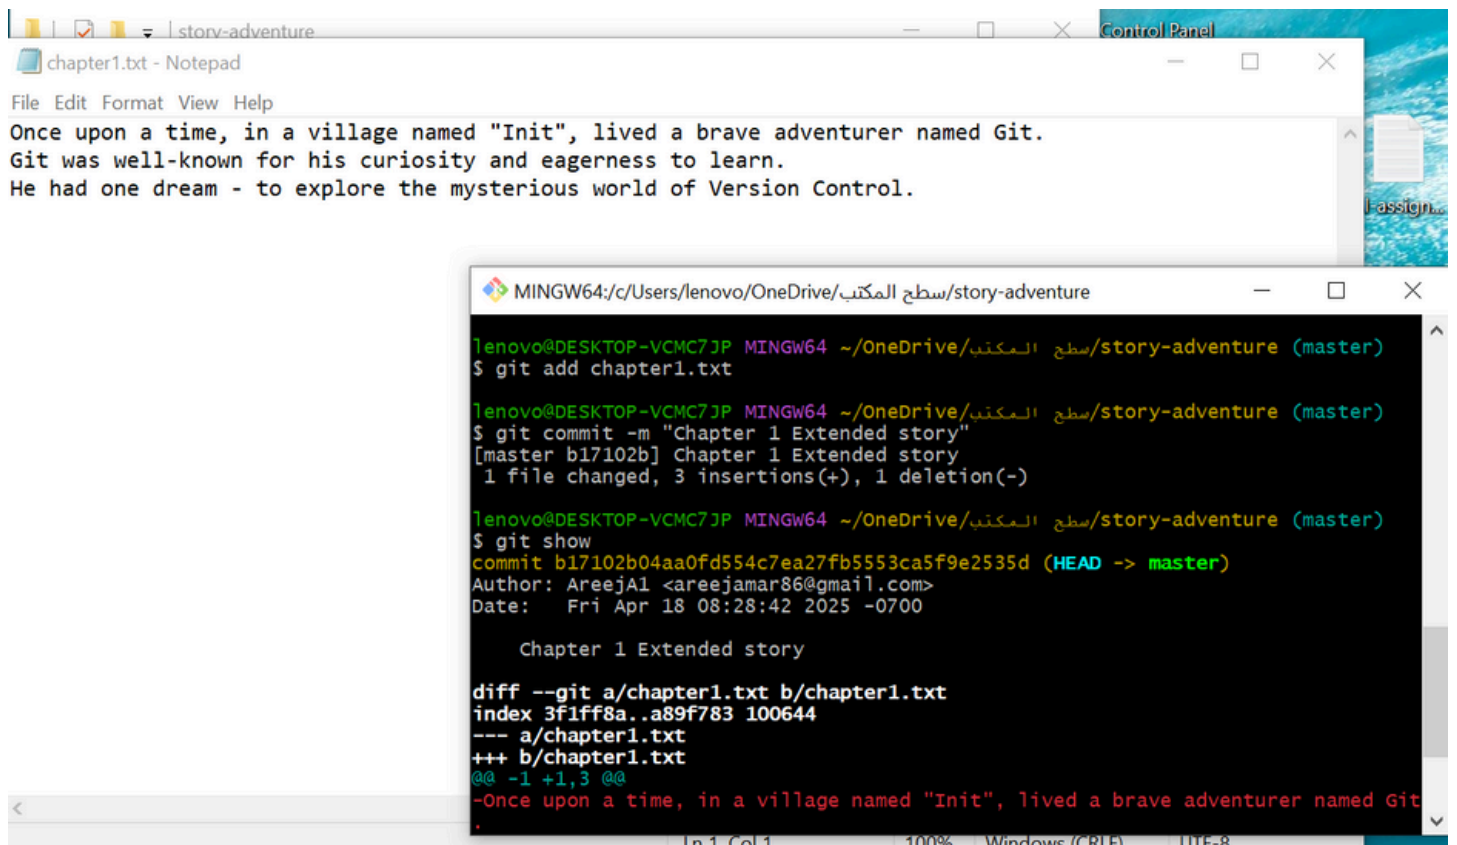 story-adventure
Control Panel
chapter1.txt - Notepad
File Edit Format View Help
Once upon a time, in a village named "Init", lived a brave adventurer named Git.
Git was well-known for his curiosity and eagerness to learn.
He had one dream - to explore the mysterious world of Version Control.
assign...
MINGW64:/c/Users/lenovo/OneDrive/سطح المكتب/story-adventure
lenovo@DESKTOP-VCMC7JP MINGW64 ~/OneDrive/سطح المكتب/story-adventure (master)
$ git add chapter1.txt
lenovo@DESKTOP-VCMC7JP MINGW64 ~/OneDrive/سطح المكتب/story-adventure (master)
$ git commit -m "Chapter 1 Extended story"
[master b17102b] Chapter 1 Extended story
1 file changed, 3 insertions(+), 1 deletion(-)
lenovo@DESKTOP-VCMC7JP MINGW64 ~/OneDrive/سطح المكتب/story-adventure (master)
$ git show
commit b17102b04aa0fd554c7ea27fb5553ca5f9e2535d (HEAD -> master)
Author: AreejA1 <areejamar86@gmail.com>
Date:   Fri Apr 18 08:28:42 2025 -0700
Chapter 1 Extended story
diff --git a/chapter1.txt b/chapter1.txt
index 3f1ff8a..a89f783 100644
--- a/chapter1.txt
+++ b/chapter1.txt
@@ -1 +1,3 @@
-Once upon a time, in a village named "Init", lived a brave adventurer named Git
.
Ln 1, Col 1 100% Windows (CRLF) UTF-8